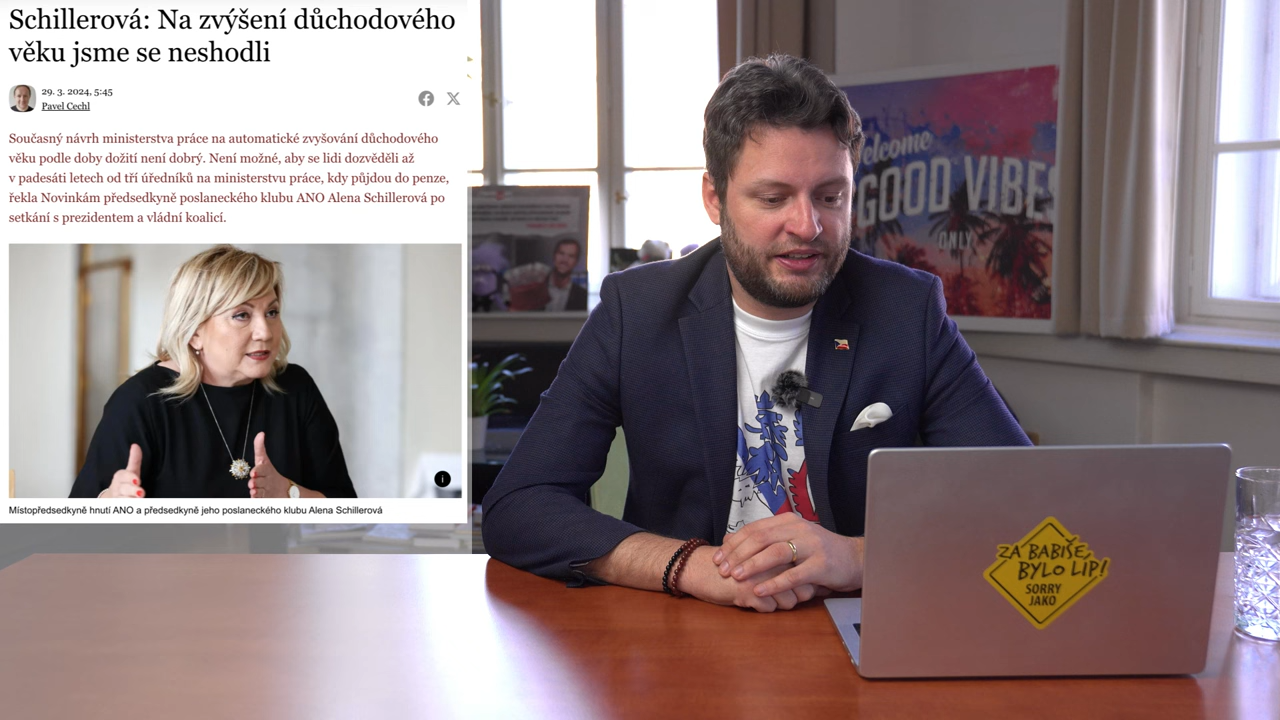 Schillerová: Na zvýšení důchodového
věku jsme se neshodli
29. 3. 2024, 5:45
Pavel Cechl
Současný návrh ministerstva práce na automatické zvyšování důchodového
věku podle doby dožití není dobrý. Není možné, aby se lidi dozvěděli až
v padesáti letech od tří úředníků na ministerstvu práce, kdy půjdou do penze,
řekla Novinkám předsedkyně poslaneckého klubu ANO Alena Schillerová po
setkání s prezidentem a vládní koalicí.
i
Místopředsedkyně hnutí ANO a předsedkyně jeho poslaneckého klubu Alena Schillerová
elcome
GOOD VIBES
ONLY
ZA BABIŠE,
BYLO LIP!
SORRY
JAKO